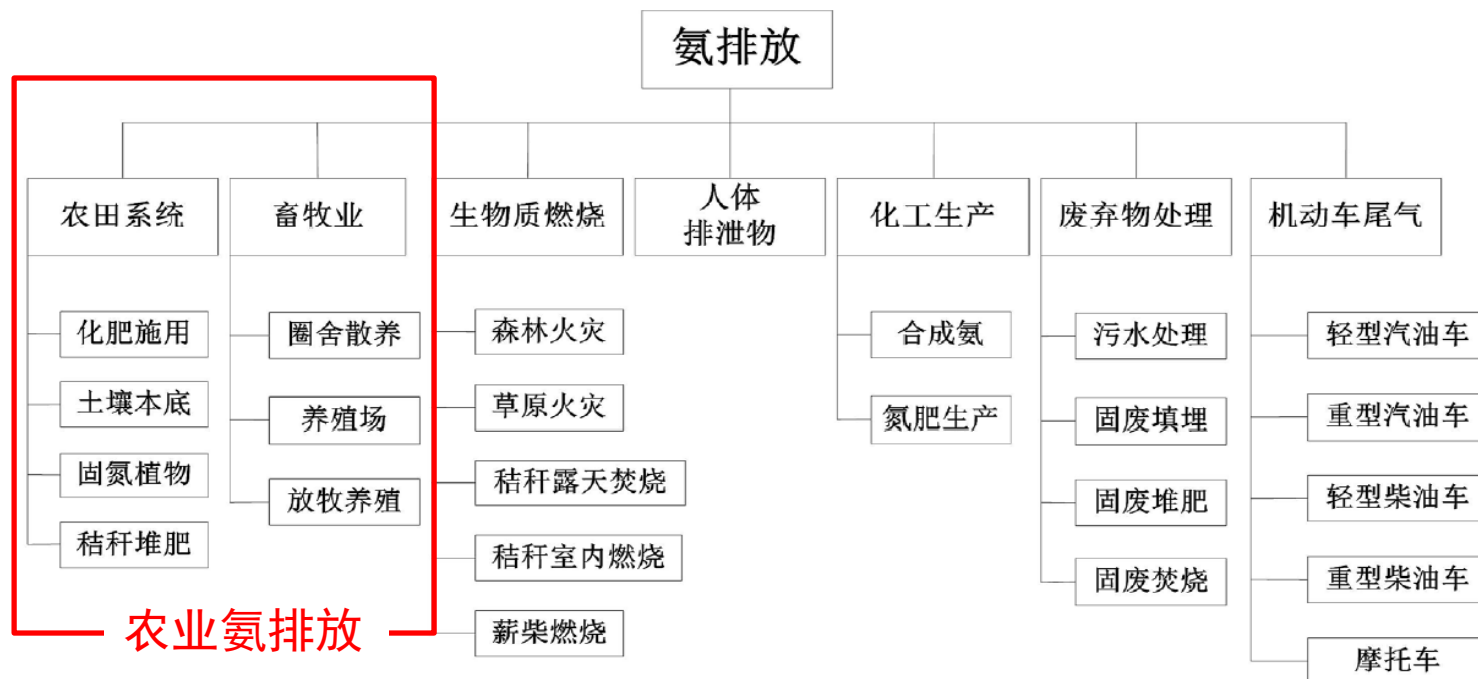 氨排放
农田系统
畜牧业
生物质燃烧
人体
排泄物
化工生产
废弃物处理
机动车尾气
化肥施用
土壤本底
固氮植物
秸秆堆肥
圈舍散养
养殖场
放牧养殖
森林火灾
草原火灾
秸秆露天焚烧
秸秆室内燃烧
薪柴燃烧
合成氨
氮肥生产
污水处理
固废填埋
固废堆肥
固废焚烧
轻型汽油车
重型汽油车
轻型柴油车
重型柴油车
摩托车
农业氨排放